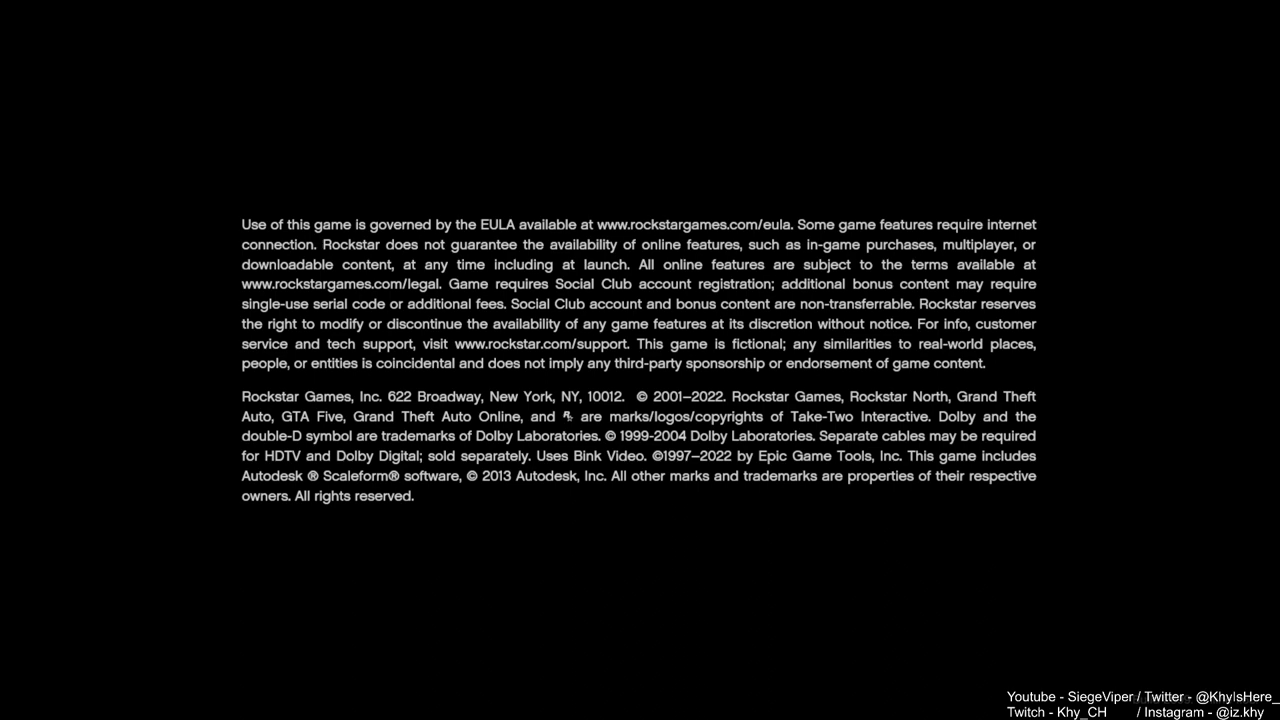 Use of this game is governed by the EULA available at www.rockstargames.com/eula. Some game features require internet
connection. Rockstar does not guarantee the availability of online features, such as in-game purchases, multiplayer, or
downloadable content, at any time including at launch. All online features are subject to the terms available at
www.rockstargames.com/legal. Game requires Social Club account registration; additional bonus content may require
single-use serial code or additional fees. Social Club account and bonus content are non-transferrable. Rockstar reserves
the right to modify or discontinue the availability of any game features at its discretion without notice. For info, customer
service and tech support, visit www.rockstar.com/support. This game is fictional; any similarities to real-world places,
people, or entities is coincidental and does not imply any third-party sponsorship or endorsement of game content.
Rockstar Games, Inc. 622 Broadway, New York, NY, 10012. © 2001–2022. Rockstar Games, Rockstar North, Grand Theft
Auto, GTA Five, Grand Theft Auto Online, and R* are marks/logos/copyrights of Take-Two Interactive. Dolby and the
double-D symbol are trademarks of Dolby Laboratories. © 1999-2004 Dolby Laboratories. Separate cables may be required
for HDTV and Dolby Digital; sold separately. Uses Bink Video. ©1997–2022 by Epic Game Tools, Inc. This game includes
Autodesk ® Scaleform® software, © 2013 Autodesk, Inc. All other marks and trademarks are properties of their respective
owners. All rights reserved.
Youtube - SiegeViper / Twitter - @KhyIsHere_
Twitch - Khy_CH / Instagram - @iz.khy